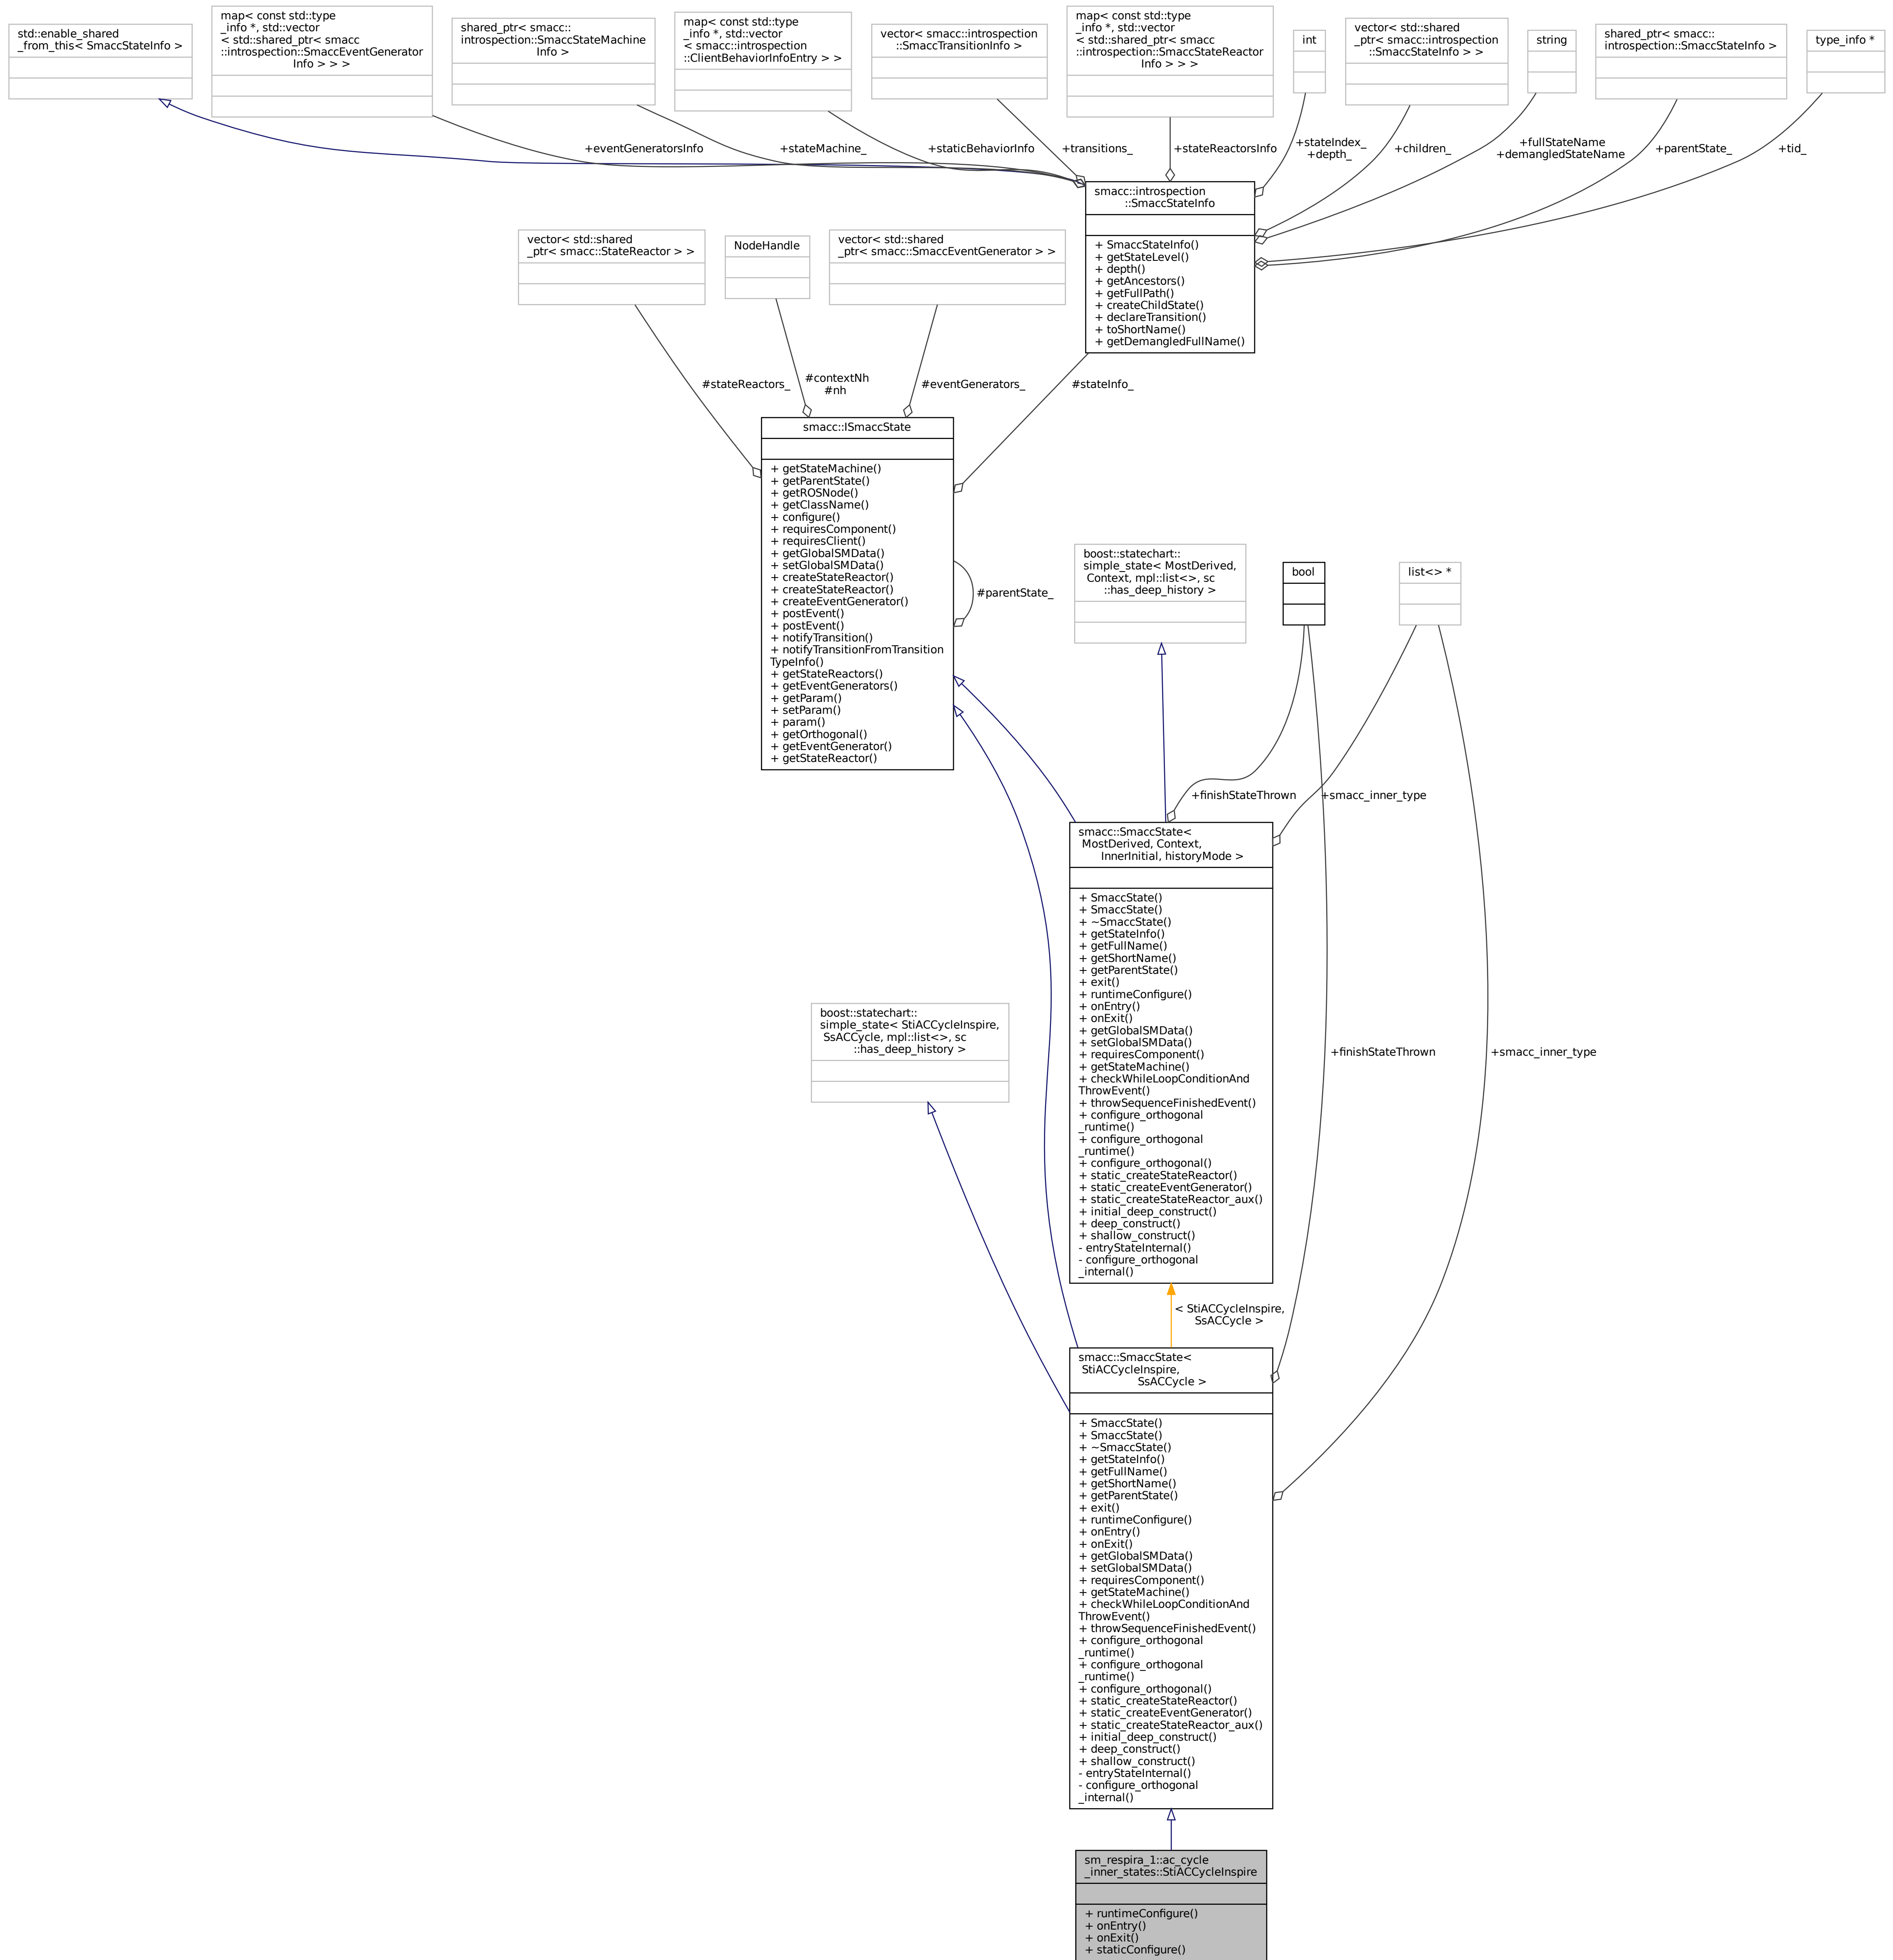 std::enable_shared
_from_this< SmaccStateInfo >
map< const std::type
_info *, std::vector
< std::shared_ptr< smacc
::introspection::SmaccEventGenerator
Info > > >
shared_ptr< smacc::
introspection::SmaccStateMachine
Info >
map< const std::type
_info *, std::vector
< smacc::introspection
::ClientBehaviorInfoEntry > >
vector< smacc::introspection
::SmaccTransitionInfo >
map< const std::type
_info *, std::vector
< std::shared_ptr< smacc
::introspection::SmaccStateReactor
Info > > >
int
vector< std::shared
_ptr< smacc::introspection
::SmaccStateInfo > >
string
shared_ptr< smacc::
introspection::SmaccStateInfo >
type_info *
+eventGeneratorsInfo
+stateMachine_
+staticBehaviorInfo
+transitions_
+stateReactorsInfo
+stateIndex_
+depth_
+children_
+fullStateName
+demangledStateName
+parentState_
+tid_
smacc::introspection
::SmaccStateInfo
+ SmaccStateInfo()
+ getStateLevel()
+ depth()
+ getAncestors()
+ getFullPath()
+ createChildState()
+ declareTransition()
+ toShortName()
+ getDemangledFullName()
vector< std::shared
_ptr< smacc::StateReactor > >
NodeHandle
vector< std::shared
_ptr< smacc::SmaccEventGenerator > >
#stateReactors_
#contextNh
#nh
#eventGenerators_
#stateInfo_
smacc::ISmaccState
+ getStateMachine()
+ getParentState()
+ getROSNode()
+ getClassName()
+ configure()
+ requiresComponent()
+ requiresClient()
+ getGlobalSMData()
+ setGlobalSMData()
+ createStateReactor()
+ createStateReactor()
+ createEventGenerator()
+ postEvent()
+ postEvent()
+ notifyTransition()
+ notifyTransitionFromTransition
TypeInfo()
+ getStateReactors()
+ getEventGenerators()
+ getParam()
+ setParam()
+ param()
+ getOrthogonal()
+ getEventGenerator()
+ getStateReactor()
#parentState_
boost::statechart::
simple_state< MostDerived,
Context, mpl::list<>, sc
::has_deep_history >
bool
list<> *
+finishStateThrown
+smacc_inner_type
smacc::SmaccState<
MostDerived, Context,
InnerInitial, historyMode >
+ SmaccState()
+ SmaccState()
+ ~SmaccState()
+ getStateInfo()
+ getFullName()
+ getShortName()
+ getParentState()
+ exit()
+ runtimeConfigure()
+ onEntry()
+ onExit()
+ getGlobalSMData()
+ setGlobalSMData()
+ requiresComponent()
+ getStateMachine()
+ checkWhileLoopConditionAnd
ThrowEvent()
+ throwSequenceFinishedEvent()
+ configure_orthogonal
_runtime()
+ configure_orthogonal
_runtime()
+ configure_orthogonal()
+ static_createStateReactor()
+ static_createEventGenerator()
+ static_createStateReactor_aux()
+ initial_deep_construct()
+ deep_construct()
+ shallow_construct()
- entryStateInternal()
- configure_orthogonal
_internal()
boost::statechart::
simple_state< StiACCycleInspire,
SsACCycle, mpl::list<>, sc
::has_deep_history >
+finishStateThrown
+smacc_inner_type
< StiACCycleInspire,
SsACCycle >
smacc::SmaccState<
StiACCycleInspire,
SsACCycle >
+ SmaccState()
+ SmaccState()
+ ~SmaccState()
+ getStateInfo()
+ getFullName()
+ getShortName()
+ getParentState()
+ exit()
+ runtimeConfigure()
+ onEntry()
+ onExit()
+ getGlobalSMData()
+ setGlobalSMData()
+ requiresComponent()
+ getStateMachine()
+ checkWhileLoopConditionAnd
ThrowEvent()
+ throwSequenceFinishedEvent()
+ configure_orthogonal
_runtime()
+ configure_orthogonal
_runtime()
+ configure_orthogonal()
+ static_createStateReactor()
+ static_createEventGenerator()
+ static_createStateReactor_aux()
+ initial_deep_construct()
+ deep_construct()
+ shallow_construct()
- entryStateInternal()
- configure_orthogonal
_internal()
sm_respira_1::ac_cycle
_inner_states::StiACCycleInspire
+ runtimeConfigure()
+ onEntry()
+ onExit()
+ staticConfigure()